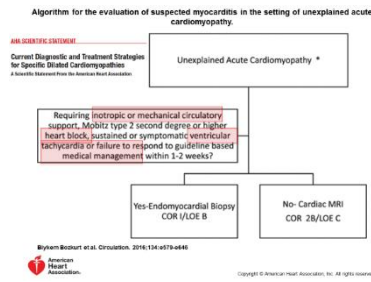 Algorithm for the evaluation of suspected myocarditis in the setting of unexplained acute
cardiomyopathy.
AHA SCIENTIFIC STATEMENT
Current Diagnostic and Treatment Strategies
for Specific Dilated Cardiomyopathies
A Scientific Statement From the American Heart Association
Unexplained Acute Cardiomyopathy *
Requiring inotropic or mechanical circulatory
support, Mobitz type 2 second degree or higher
heart block, sustained or symptomatic ventricular
tachycardia or failure to respond to guideline based
medical management within 1-2 weeks?
Yes-Endomyocardial Biopsy
COR I/LOE B
No- Cardiac MRI
COR 2B/LOE C
Biykem Bozkurt et al. Circulation. 2016;134:e579-e646
American
Heart
Association.
Copyright © American Heart Association, Inc. All rights reserved.